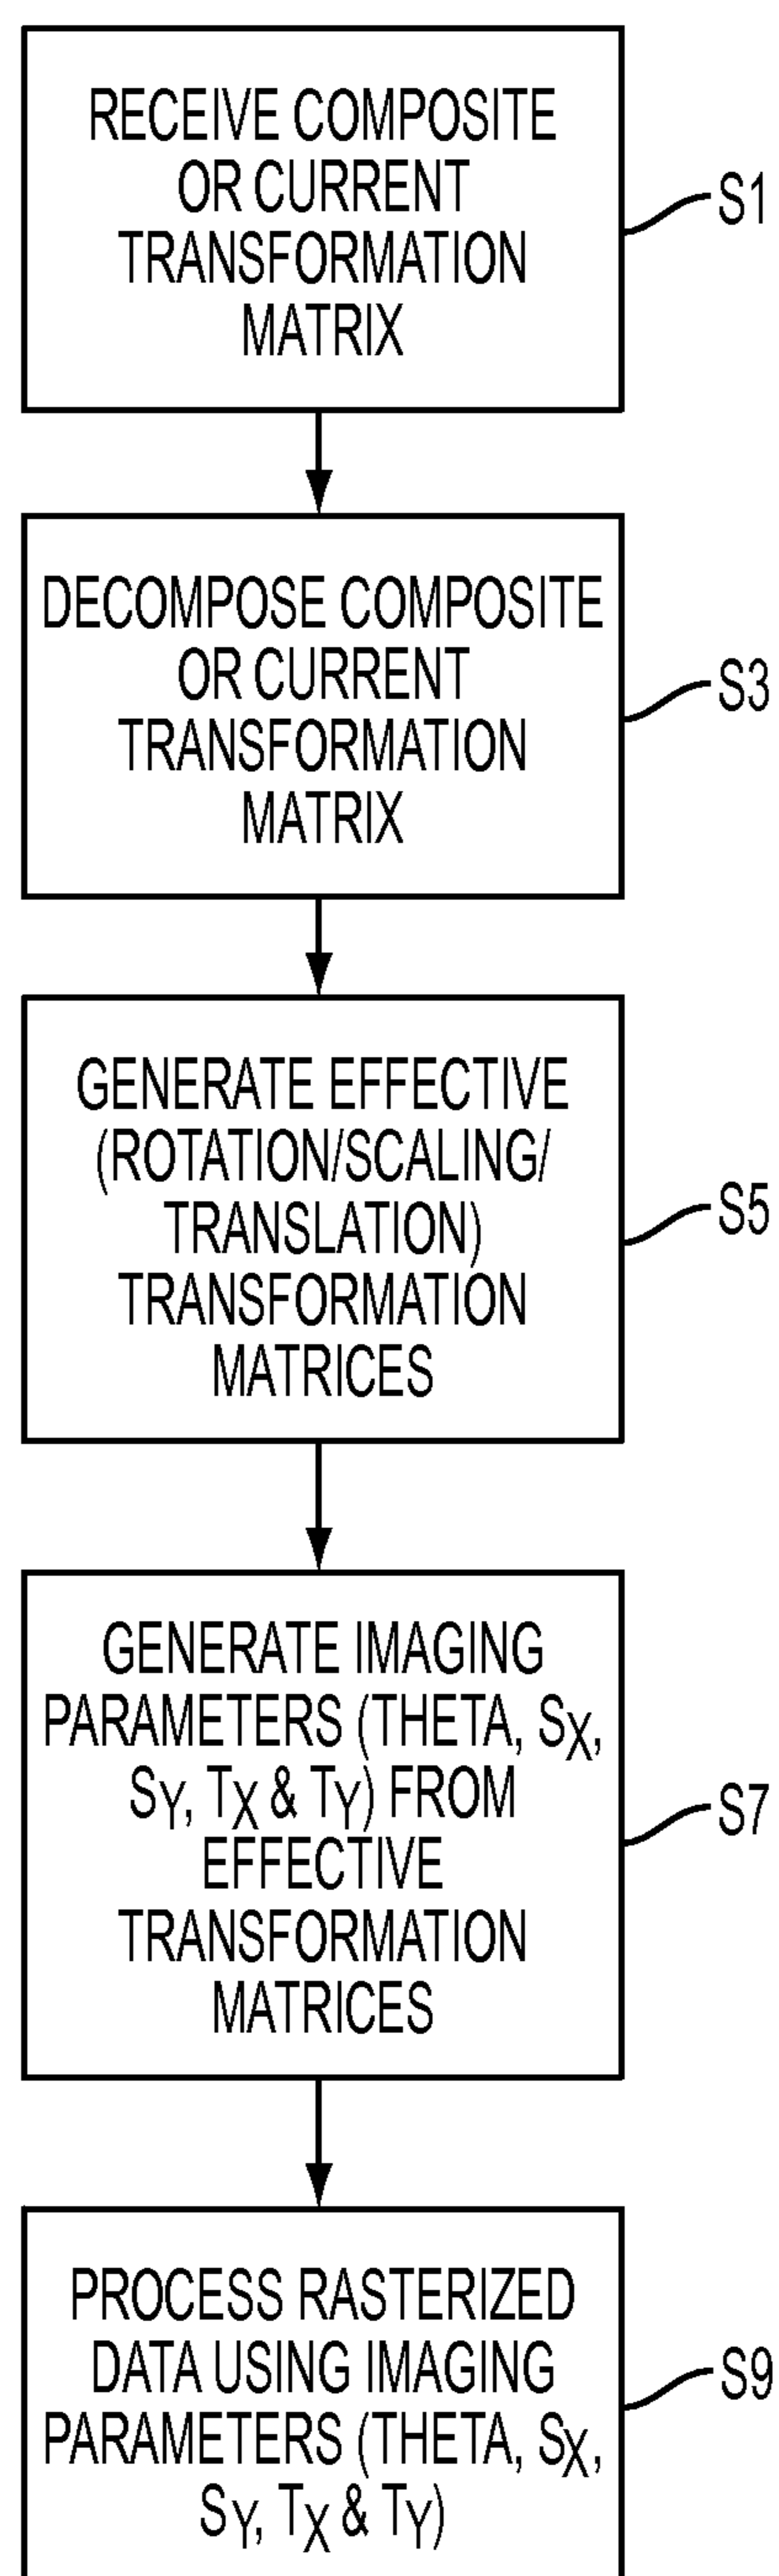 RECEIVE COMPOSITE
OR CURRENT
TRANSFORMATION
MATRIX
S1
DECOMPOSE COMPOSITE
OR CURRENT
TRANSFORMATION
MATRIX
S3
GENERATE EFFECTIVE
(ROTATION/SCALING/
TRANSLATION)
TRANSFORMATION
MATRICES
S5
GENERATE IMAGING
PARAMETERS (THETA, SX,
SY, TX & TY) FROM
EFFECTIVE
TRANSFORMATION
MATRICES
S7
PROCESS RASTERIZED
DATA USING IMAGING
PARAMETERS (THETA, SX,
SY, TX & TY)
S9